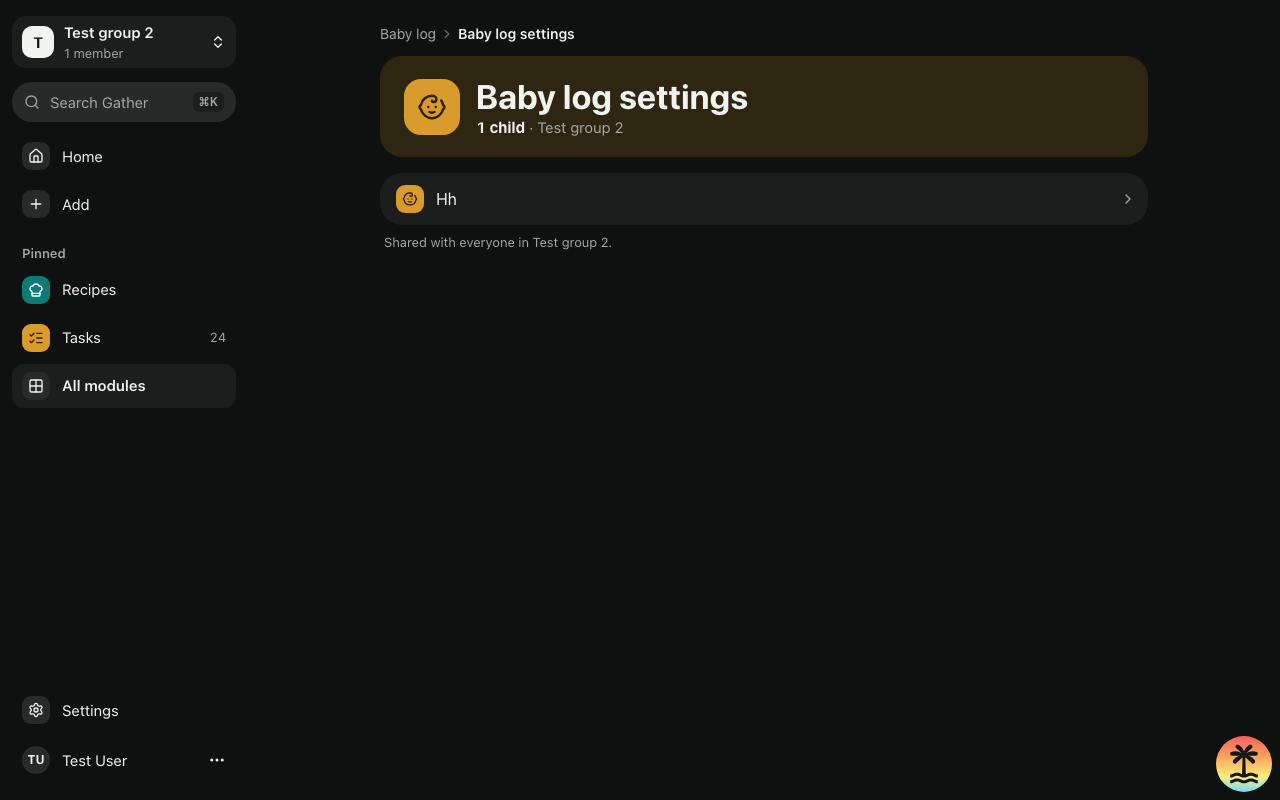 T
Test group 2
1 member
Search Gather
⌘K
Home
Add
Pinned
Recipes
Tasks
24
All modules
Settings
TU
Test User
Baby log
Baby log settings
Baby log settings
1 child · Test group 2
Hh
Shared with everyone in Test group 2.